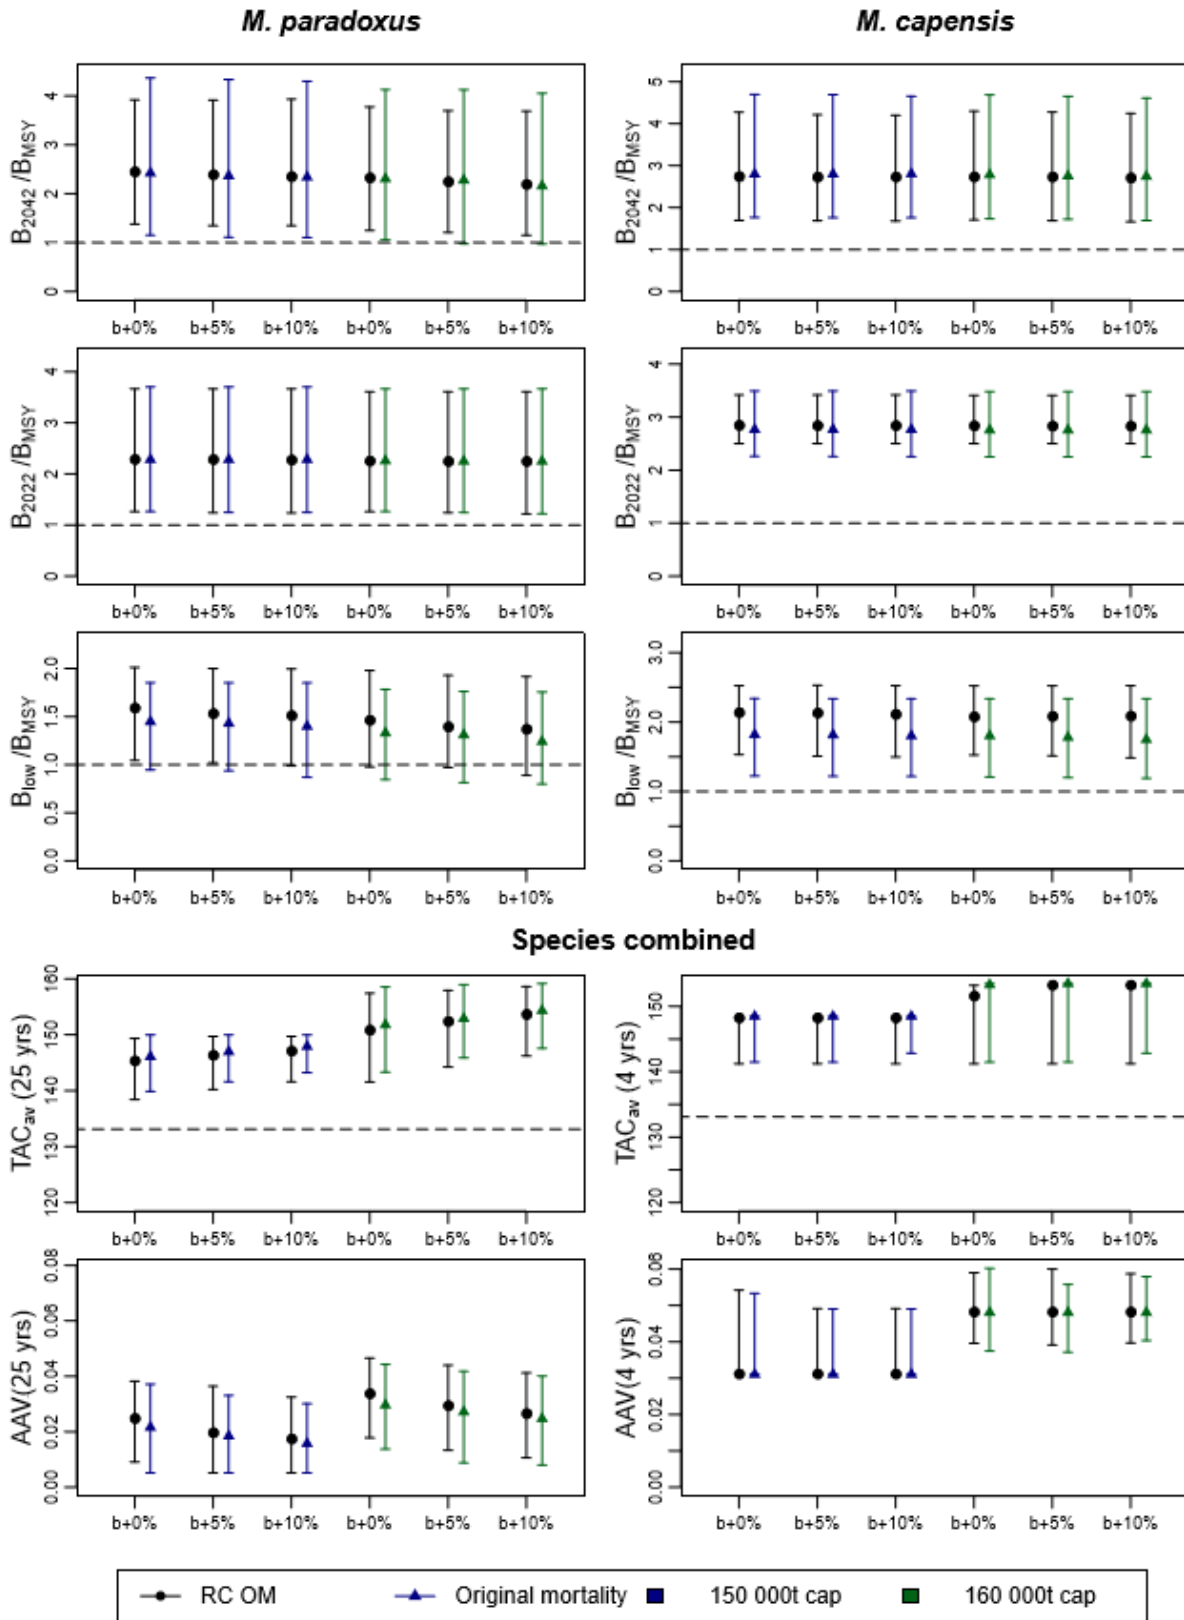 M. paradoxus
M. capensis
B2042 /BMSY
0 1 2 3 4
b+0% b+5% b+10% b+0% b+5% b+10%
B2042 /BMSY
0 1 2 3 4 5
b+0% b+5% b+10% b+0% b+5% b+10%
B2022 /BMSY
0 1 2 3 4
b+0% b+5% b+10% b+0% b+5% b+10%
B2022 /BMSY
0 1 2 3 4
b+0% b+5% b+10% b+0% b+5% b+10%
Blow /BMSY
0.0 0.5 1.0 1.5 2.0
b+0% b+5% b+10% b+0% b+5% b+10%
Blow /BMSY
0.0 1.0 2.0 3.0
b+0% b+5% b+10% b+0% b+5% b+10%
Species combined
TACav (25 yrs)
120 130 140 150 160
b+0% b+5% b+10% b+0% b+5% b+10%
TACav (4 yrs)
120 130 140 150
b+0% b+5% b+10% b+0% b+5% b+10%
AAV(25 yrs)
0.00 0.02 0.04 0.06 0.08
b+0% b+5% b+10% b+0% b+5% b+10%
AAV(4 yrs)
0.00 0.02 0.04 0.06
b+0% b+5% b+10% b+0% b+5% b+10%
RC OM Original mortality 150 000t cap 160 000t cap